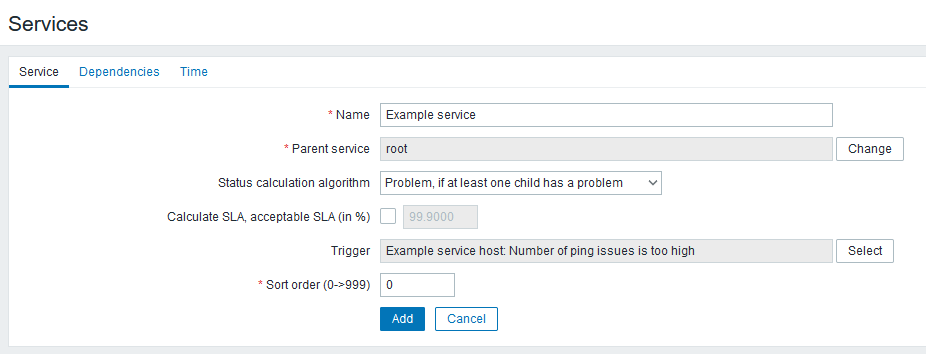 Services
Service Dependencies Time
* Name Example service
* Parent service root Change
Status calculation algorithm Problem, if at least one child has a problem
Calculate SLA, acceptable SLA (in %) 99.9000
Trigger Example service host: Number of ping issues is too high Select
* Sort order (0->999) 0
Add Cancel